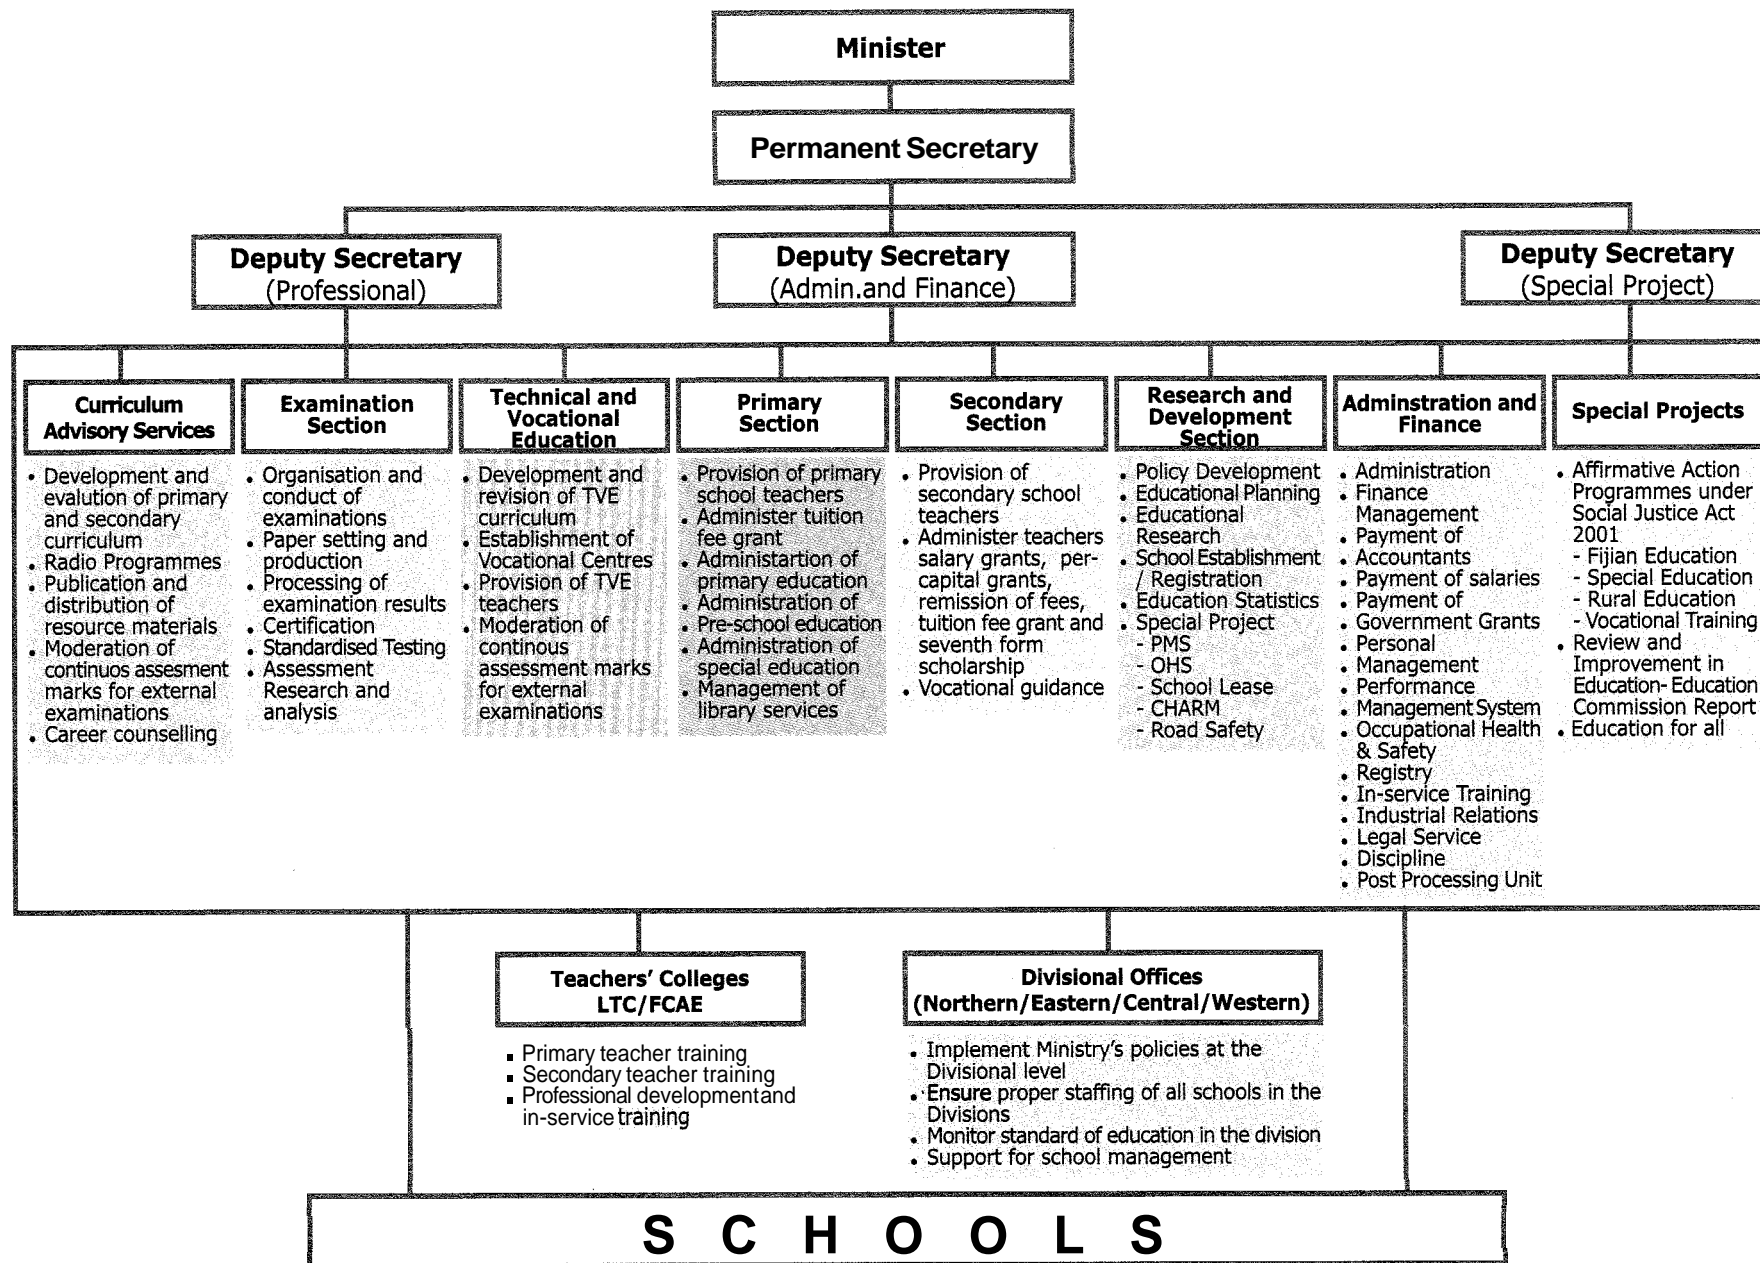 Minister
Permanent Secretary
Deputy Secretary
(Professional)
Deputy Secretary
(Admin.and Finance)
Deputy Secretary
(Special Project)
Curriculum
Advisory Services
• Development and
evalution of primary
and secondary
curriculum
• Radio Programmes
• Publication and
distribution of
resource materials
• Moderation of
continuos assesment
marks for external
examinations
• Career counselling
Examination
Section
• Organisation and
conduct of
examinations
• Paper setting and
production
• Processing of
examination results
• Certification
• Standardised Testing
• Assessment
Research and
analysis
Technical and
Vocational
Education
• Development and
revision of TVE
curriculum
• Establishment of
Vocational Centres
• Provision of TVE
teachers
• Moderation of
continous
assessment marks
for external
examinations
Primary
Section
• Provision of primary
school teachers
• Administer tuition
fee grant
• Administartion of
primary education
• Administration of
• Pre-school education
• Administration of
special education
• Management of
library services
Secondary
Section
• Provision of
secondary school
teachers
• Administer teachers
salary grants, per-
capital grants,
remission of fees,
tuition fee grant and
seventh form
scholarship
• Vocational guidance
Research and
Development
Section
• Policy Development
• Educational Planning
• Educational
Research
• School Establishment
/ Registration
• Education Statistics
• Special Project
- PMS
- OHS
- School Lease
- CHARM
- Road Safety
Adminstration and
Finance
• Administration
• Finance
Management
• Payment of
• Accountants
• Payment of salaries
• Payment of
• Government Grants
• Personal
• Management
• Performance
• Management System
• Occupational Health
& Safety
• Registry
• In-service Training
• Industrial Relations
• Legal Service
• Discipline
• Post Processing Unit
Special Projects
• Affirmative Action
Programmes under
Social Justice Act
2001
- Fijian Education
- Special Education
- Rural Education
- Vocational Training
• Review and
Improvement in
Education- Education
Commission Report
• Education for all
Teachers' Colleges
LTC/FCAE
▪ Primary teacher training
▪ Secondary teacher training
▪ Professional development and
in-service training
Divisional Offices
(Northern/Eastern/Central/Western)
• Implement Ministry's policies at the
Divisional level
• Ensure proper staffing of all schools in the
Divisions
• Monitor standard of education in the division
• Support for school management
S C H O O L S